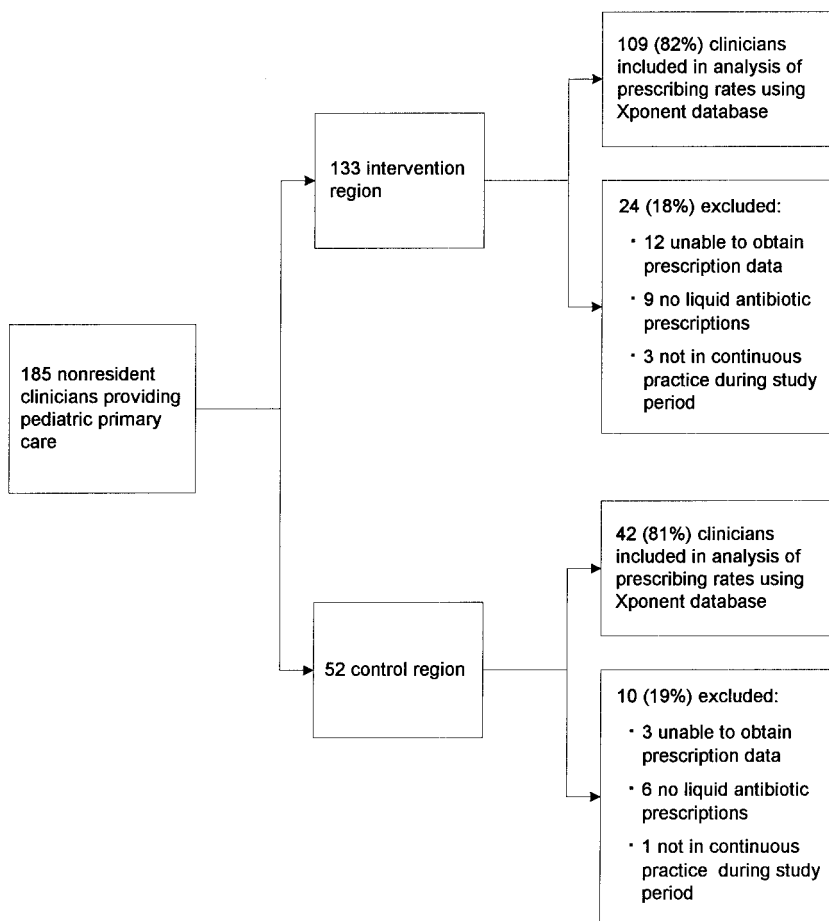 109 (82%) clinicians
included in analysis of
prescribing rates using
Xponent database
133 intervention
region
24 (18%) excluded:
· 12 unable to obtain
prescription data
· 9 no liquid antibiotic
prescriptions
· 3 not in continuous
practice during study
period
185 nonresident
clinicians providing
pediatric primary
care
42 (81%) clinicians
included in analysis of
prescribing rates using
Xponent database
52 control region
10 (19%) excluded:
· 3 unable to obtain
prescription data
· 6 no liquid antibiotic
prescriptions
· 1 not in continuous
practice during study
period